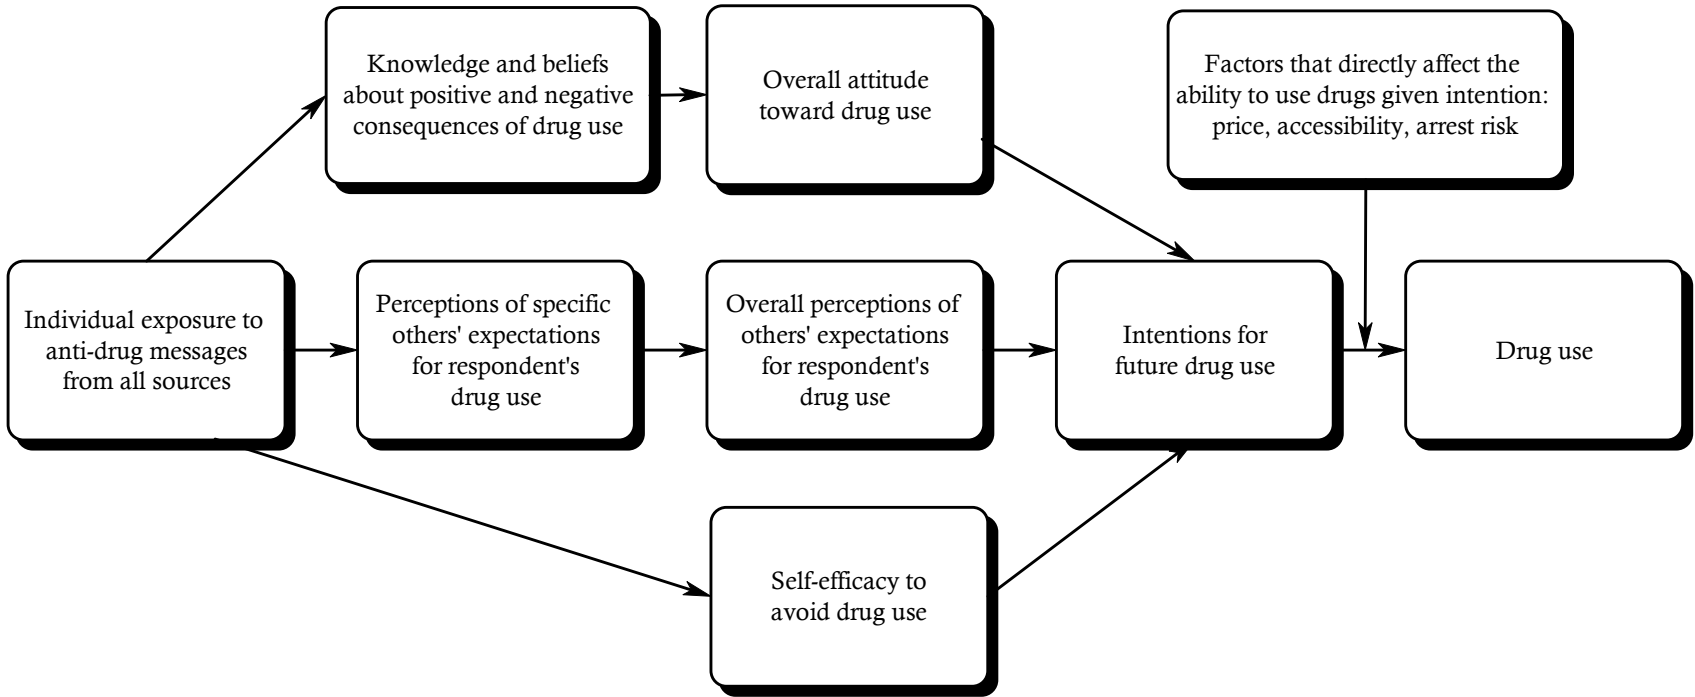 Knowledge and beliefs
about positive and negative
consequences of drug use
Overall attitude
toward drug use
Factors that directly affect the
ability to use drugs given intention:
price, accessibility, arrest risk
Individual exposure to
anti-drug messages
from all sources
Perceptions of specific
others' expectations
for respondent's
drug use
Overall perceptions of
others' expectations
for respondent's
drug use
Intentions for
future drug use
Drug use
Self-efficacy to
avoid drug use